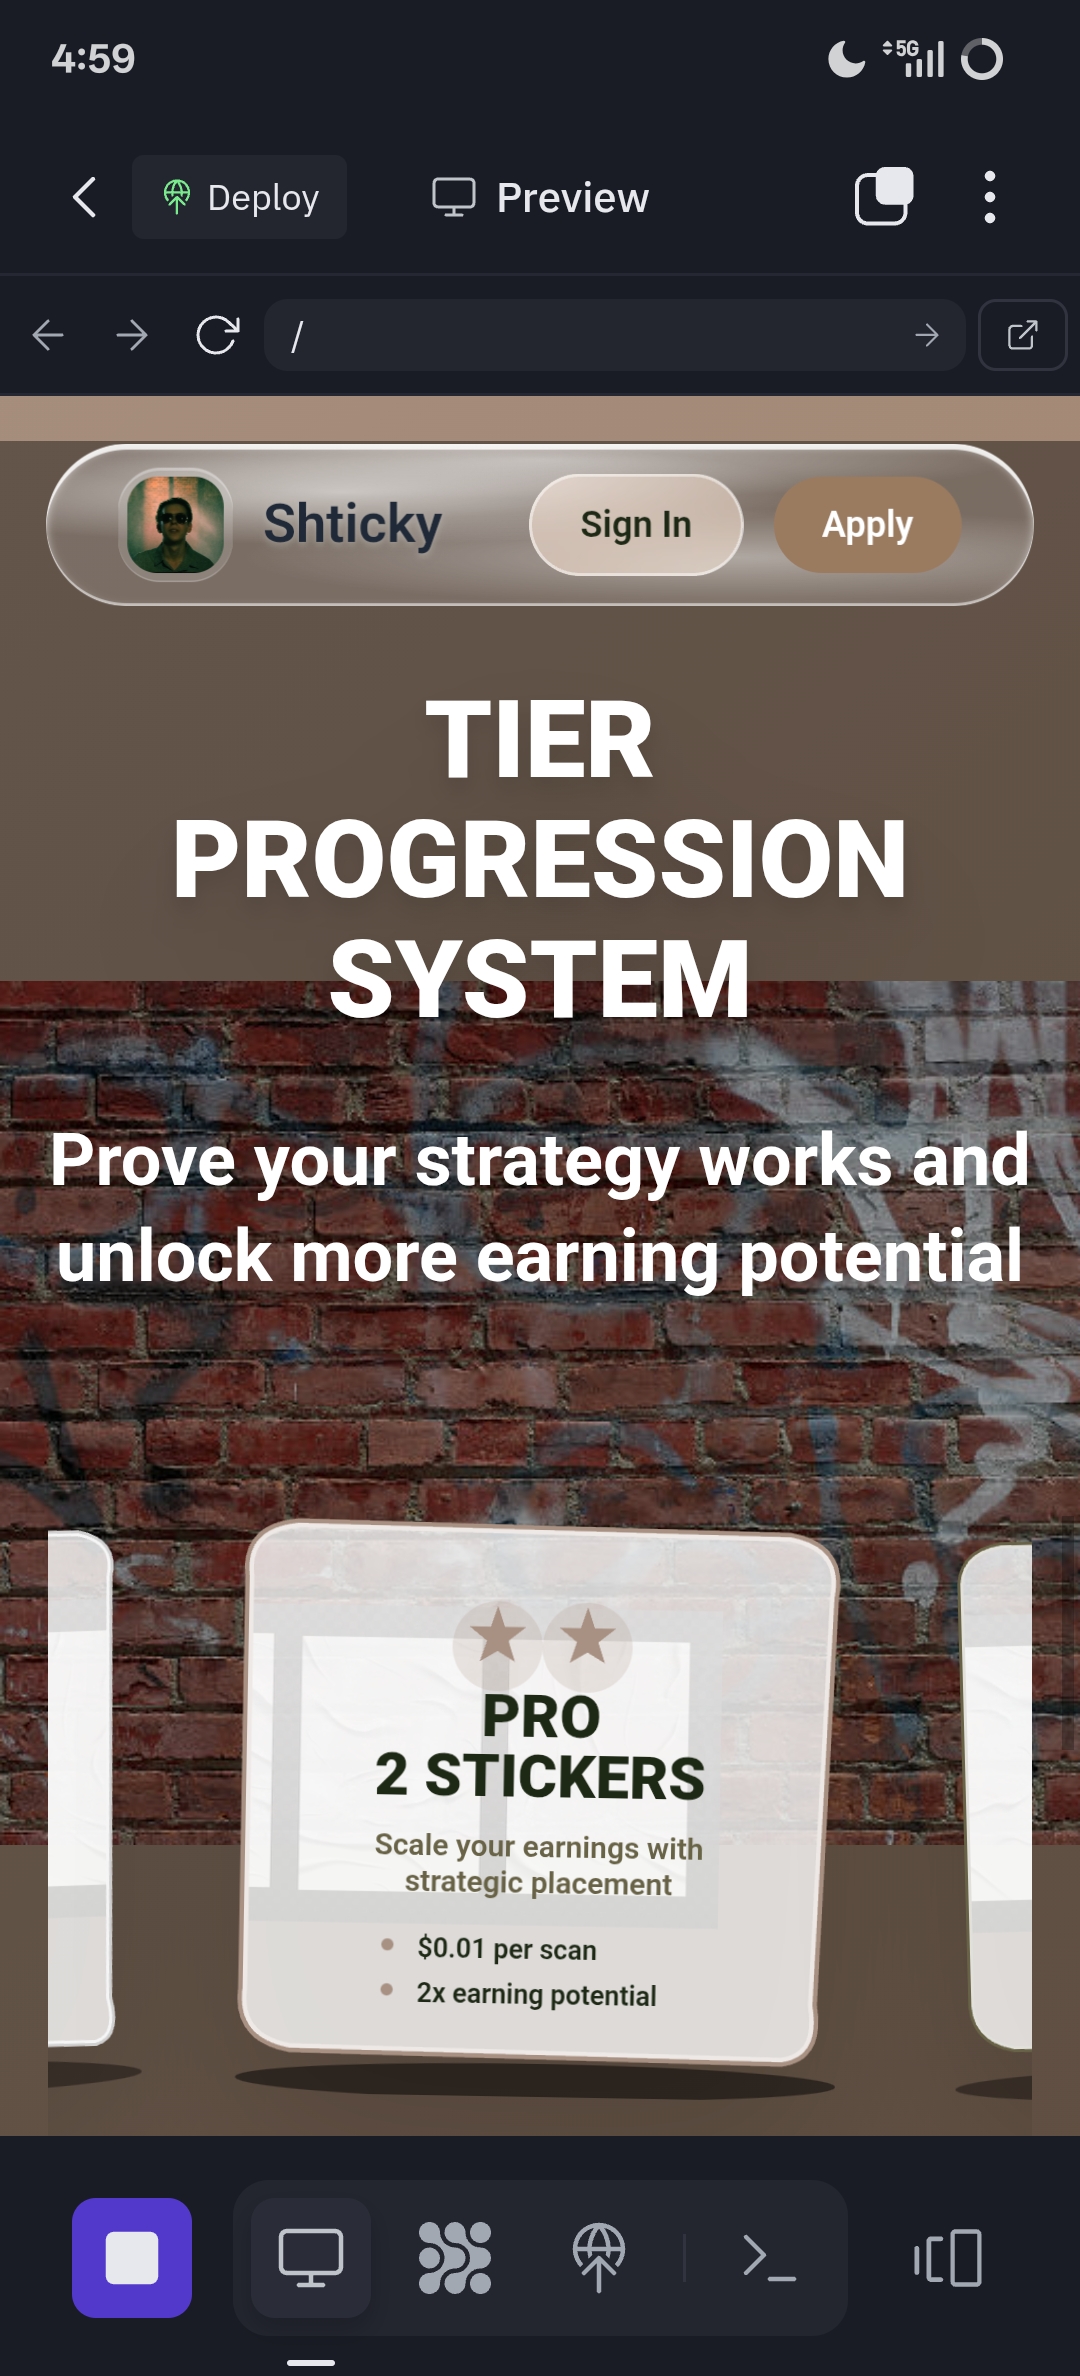 4:59
5G
Deploy
Preview
/
Shticky
Sign In
Apply
TIER
PROGRESSION
SYSTEM
Prove your strategy works and
unlock more earning potential
PRO
2 STICKERS
Scale your earnings with
strategic placement
$0.01 per scan
2x earning potential